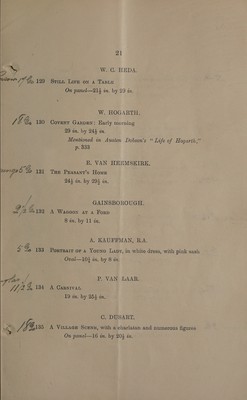 21
W. C. HEDA.
129 STILL LIFE ON A TABLE
On panel—21½ in. by 29 in.
W. HOGARTH.
130 COVENT GARDEN: Early morning
29 in. by 24½ in.
Mentioned in Austin Dobson's "Life of Hogarth,"
p. 323
E. VAN HEEMSKIRK.
131 THE PEASANT'S HOME
24½ in. by 29½ in.
GAINSBOROUGH.
132 A WAGGON AT A FORD
8 in. by 11 in.
A. KAUFFMAN, R.A.
133 PORTRAIT OF A YOUNG LADY, in white dress, with pink sash
Oval—10½ in. by 8 in.
P. VAN LAAR.
134 A CARNIVAL
19 in. by 25½ in.
C. DUSART.
135 A VILLAGE SCENE, with a charlatan and numerous figures
On panel—16 in. by 20½ in.